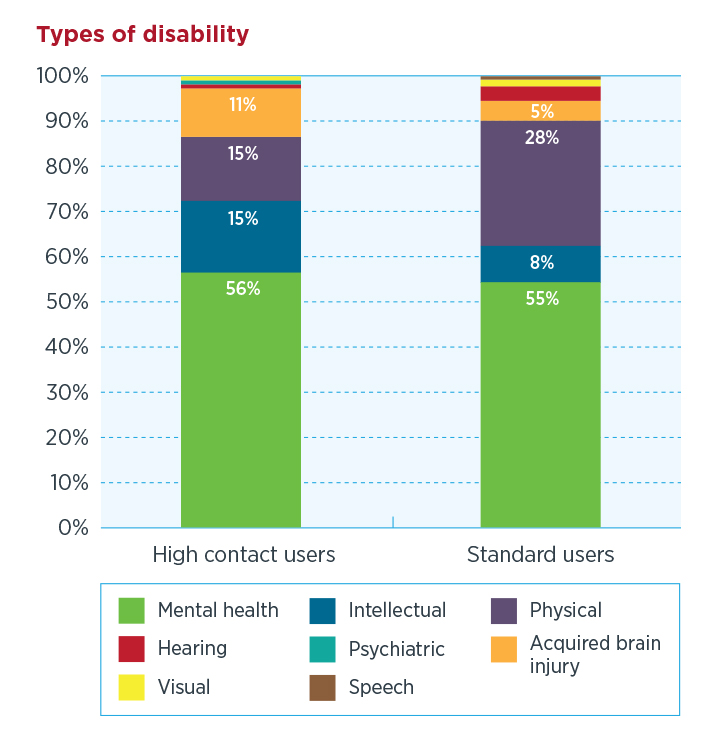 Types of disability
100%
90%
80%
70%
60%
50%
40%
30%
20%
10%
0%
11%
15%
15%
56%
5%
28%
8%
55%
High contact users
Standard users
Mental health
Intellectual
Physical
Hearing
Psychiatric
Acquired brain
injury
Visual
Speech